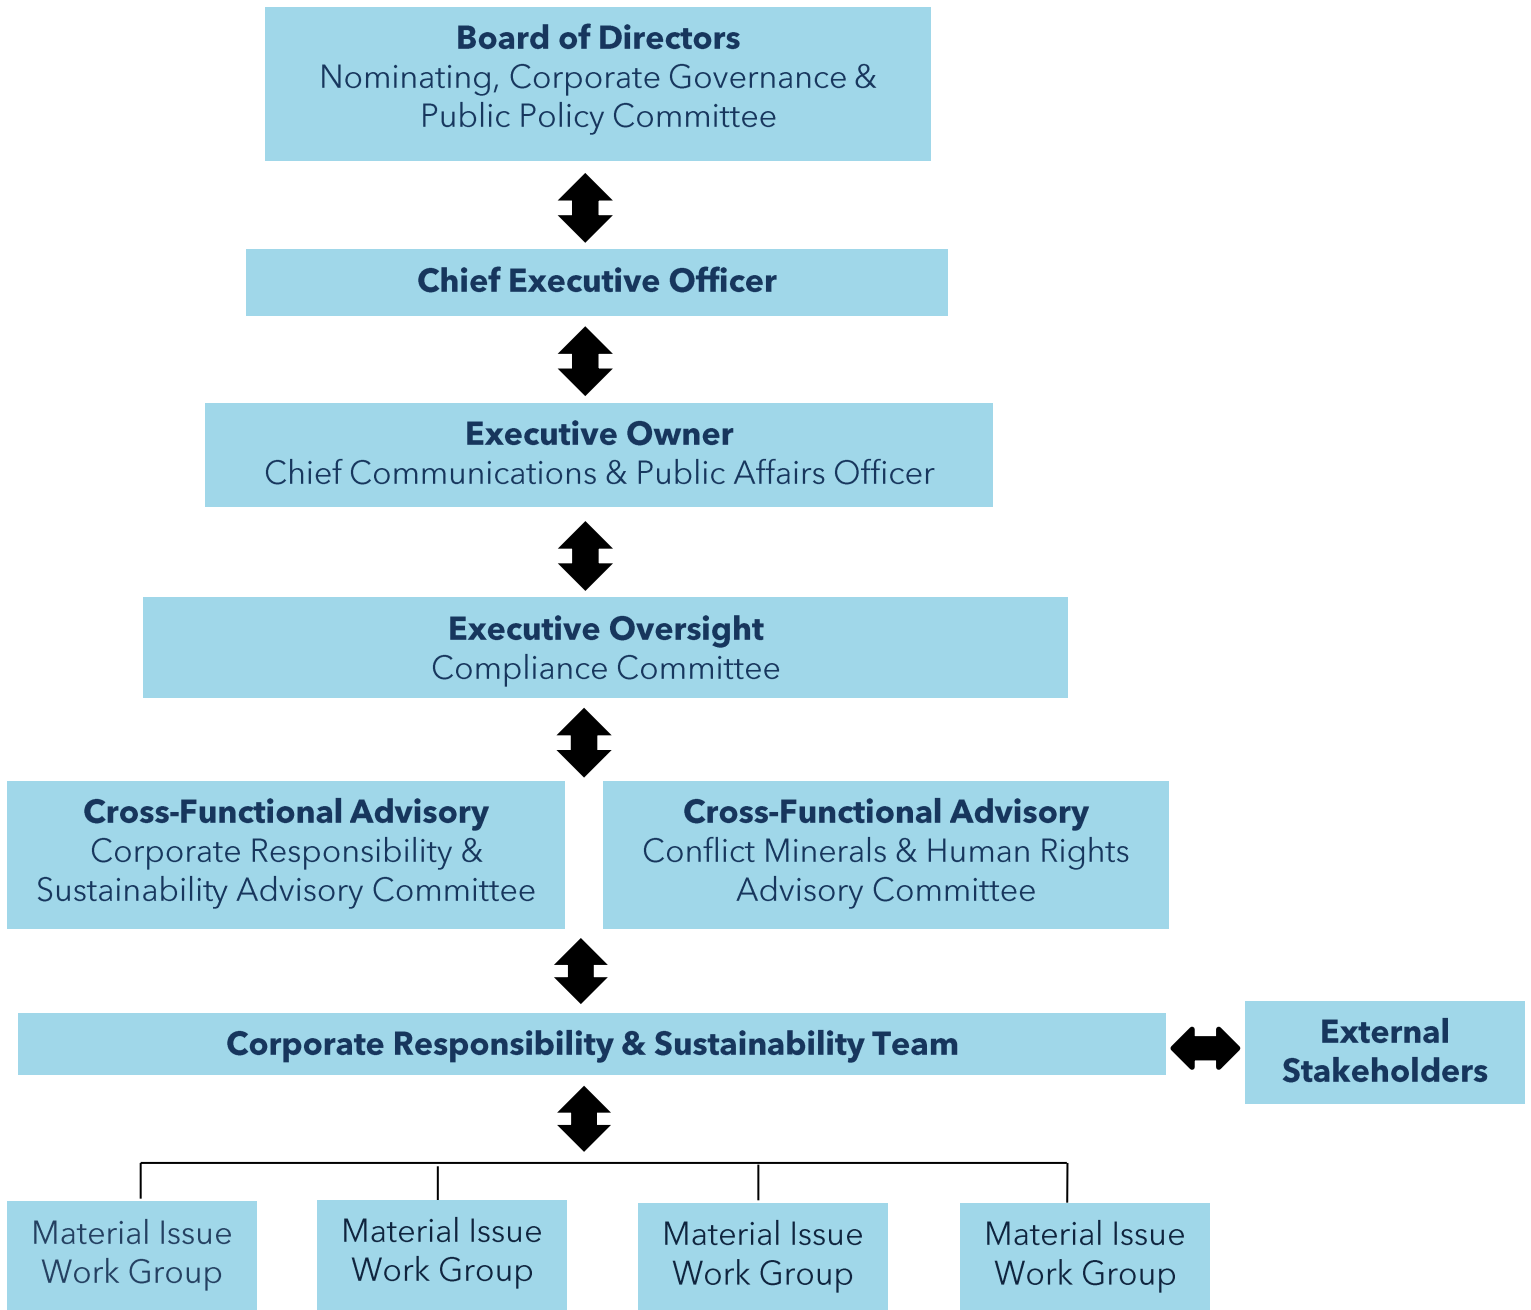 Board of Directors
Nominating, Corporate Governance &
Public Policy Committee
Chief Executive Officer
Executive Owner
Chief Communications & Public Affairs Officer
Executive Oversight
Compliance Committee
Cross-Functional Advisory
Corporate Responsibility &
Sustainability Advisory Committee
Cross-Functional Advisory
Conflict Minerals & Human Rights
Advisory Committee
Corporate Responsibility & Sustainability Team
External
Stakeholders
Material Issue
Work Group
Material Issue
Work Group
Material Issue
Work Group
Material Issue
Work Group